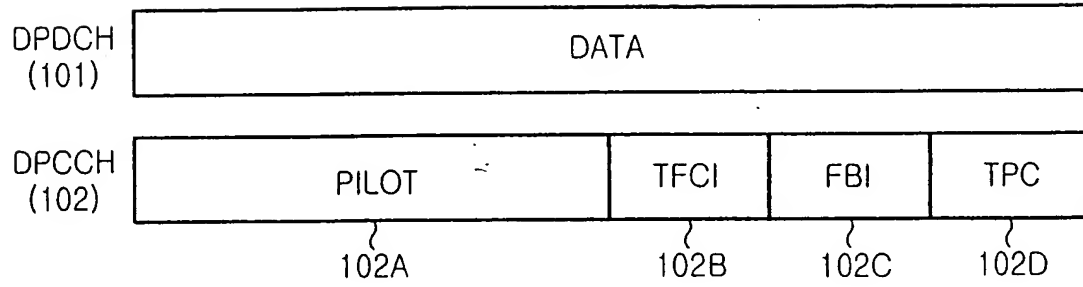 DPDCH
(101)
DATA
DPCCH
(102)
PILOT
TFCI
FBI
TPC
102A
102B
102C
102D